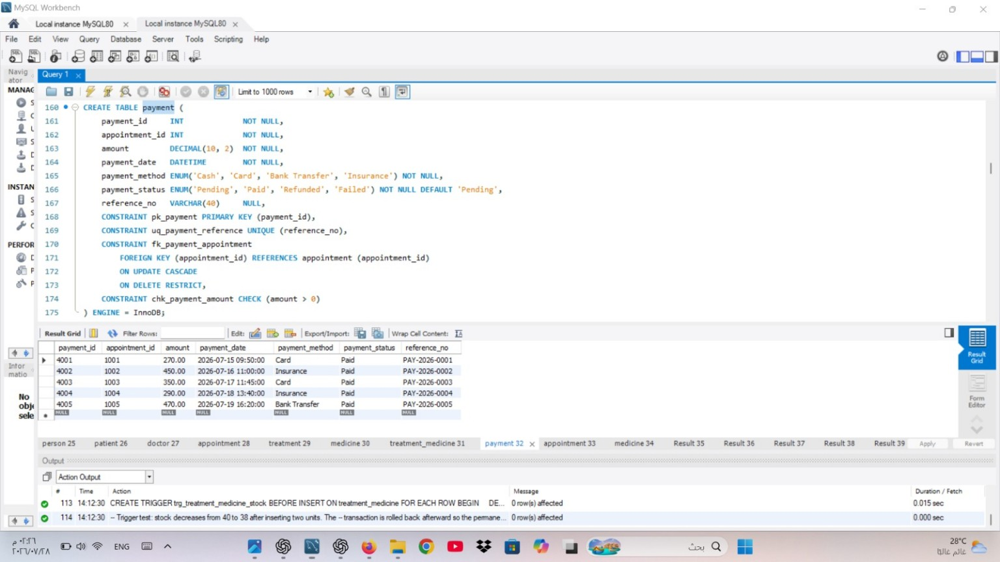 MySQL Workbench
Local instance MySQL80 Local instance MySQL80
File Edit View Query Database Server Tools Scripting Help
Navig
ator
Query 1
MANAG
Limit to 1000 rows
160 CREATE TABLE payment (
161 payment_id INT NOT NULL,
162 appointment_id INT NOT NULL,
163 amount DECIMAL(10, 2) NOT NULL,
164 payment_date DATETIME NOT NULL,
165 payment_method ENUM('Cash', 'Card', 'Bank Transfer', 'Insurance') NOT NULL,
166 payment_status ENUM('Pending', 'Paid', 'Refunded', 'Failed') NOT NULL DEFAULT 'Pending',
167 reference_no VARCHAR(40) NULL,
168 CONSTRAINT pk_payment PRIMARY KEY (payment_id),
169 CONSTRAINT uq_payment_reference UNIQUE (reference_no),
170 CONSTRAINT fk_payment_appointment
171 FOREIGN KEY (appointment_id) REFERENCES appointment (appointment_id)
172 ON UPDATE CASCADE
173 ON DELETE RESTRICT,
174 CONSTRAINT chk_payment_amount CHECK (amount > 0)
175 ) ENGINE = InnoDB;
S
C
U
S
D
D
INSTAN
S
S
C
PERFOR
D
P
P
Infor
matio
No
obje
sele
Result Grid Filter Rows: Edit: Export/Import: Wrap Cell Content:
payment_id appointment_id amount payment_date payment_method payment_status reference_no
4001 1001 270.00 2026-07-15 09:50:00 Card Paid PAY-2026-0001
4002 1002 450.00 2026-07-16 11:00:00 Insurance Paid PAY-2026-0002
4003 1003 350.00 2026-07-17 11:45:00 Card Paid PAY-2026-0003
4004 1004 290.00 2026-07-18 13:40:00 Insurance Paid PAY-2026-0004
4005 1005 470.00 2026-07-19 16:20:00 Bank Transfer Paid PAY-2026-0005
NULL NULL NULL NULL NULL NULL NULL
Result
Grid
Form
Editor
person 25 patient 26 doctor 27 appointment 28 treatment 29 medicine 30 treatment_medicine 31 payment 32 appointment 33 medicine 34 Result 35 Result 36 Result 37 Result 38 Result 39 Apply Revert
Output
Action Output
# Time Action Message Duration / Fetch
113 14:12:30 CREATE TRIGGER trg_treatment_medicine_stock BEFORE INSERT ON treatment_medicine FOR EACH ROW BEGIN DE... 0 row(s) affected 0.015 sec
114 14:12:30 -- Trigger test: stock decreases from 40 to 38 after inserting two units. The -- transaction is rolled back afterward so the permane... 0 row(s) affected 0.000 sec
٠٢:٢٦ م
٢٠٢٦/٠٧/٢٨
ENG
بحث
28°C
غائم غالبًا